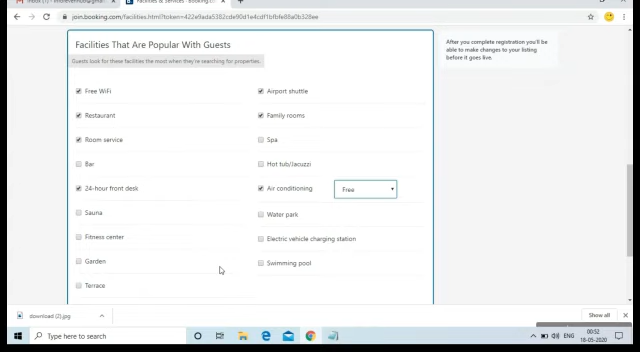 Facilities & Services - Booking.c
join.booking.com/facilities.html?token=422e9ada5382cde90d1e4cdf1bfbfe88a0b328ee
Facilities That Are Popular With Guests
Guests look for these facilities the most when they're searching for properties.
After you complete registration you'll be
able to make changes to your listing
before it goes live.
Free WiFi
Airport shuttle
Restaurant
Family rooms
Room service
Spa
Bar
Hot tub/Jacuzzi
24-hour front desk
Air conditioning
Free
Sauna
Water park
Fitness center
Electric vehicle charging station
Garden
Swimming pool
Terrace
download (2).jpg
Show all
Type here to search
ENG
00:52
18-05-2020